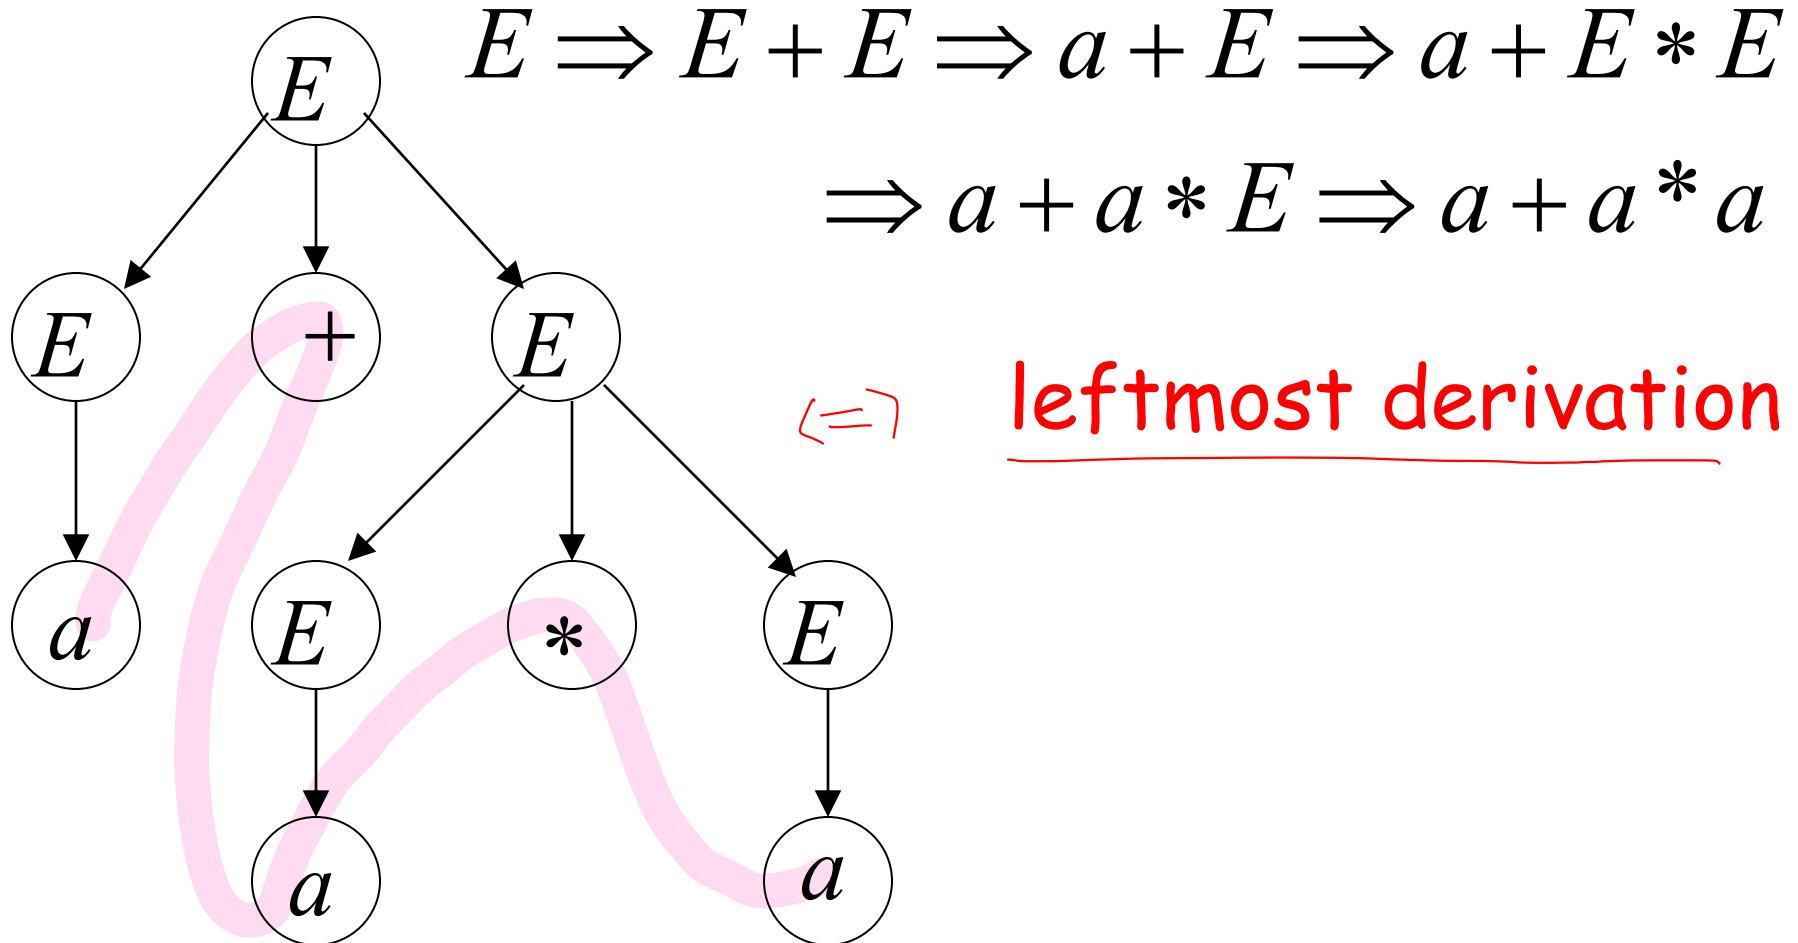 E ⇒ E + E ⇒ a + E ⇒ a + E * E
⇒ a + a * E ⇒ a + a * a
E
E + E
⇐⇒ leftmost derivation
a E * E
a a